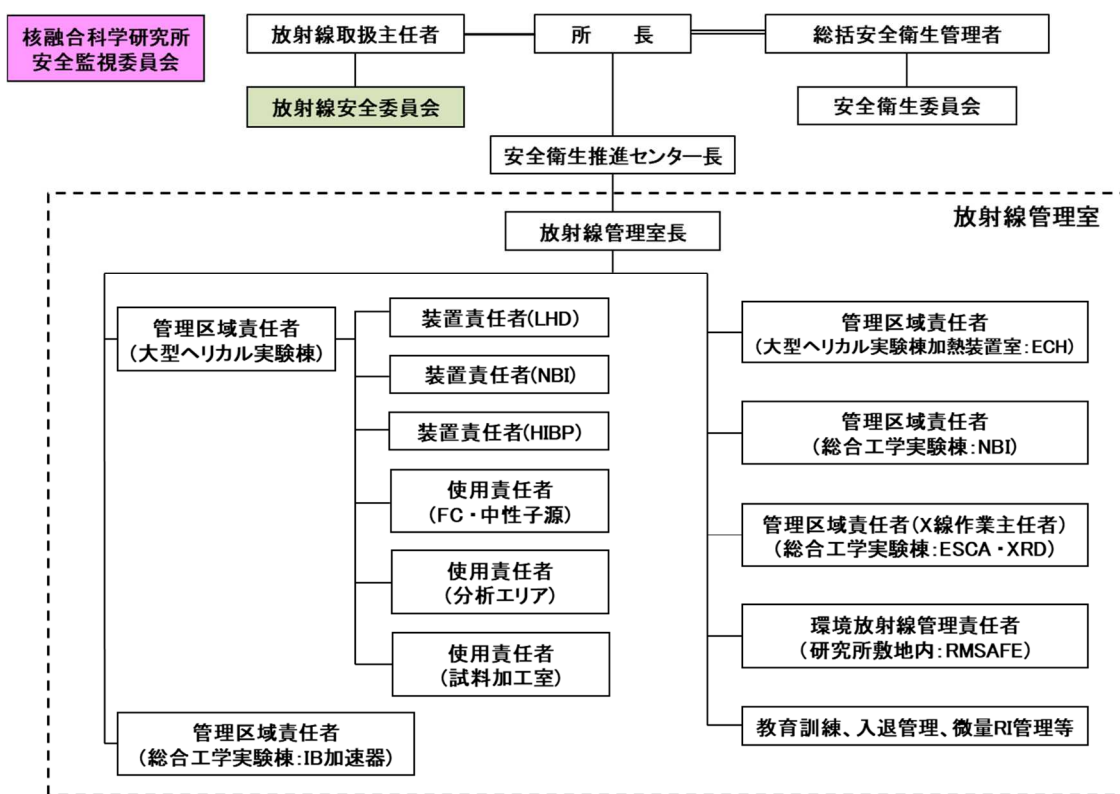 核融合科学研究所
安全監視委員会
放射線取扱主任者
所　長
総括安全衛生管理者
放射線安全委員会
安全衛生委員会
安全衛生推進センター長
放射線管理室
放射線管理室長
管理区域責任者
(大型ヘリカル実験棟)
装置責任者(LHD)
装置責任者(NBI)
装置責任者(HIBP)
使用責任者
(FC・中性子源)
使用責任者
(分析エリア)
使用責任者
(試料加工室)
管理区域責任者
(総合工学実験棟:IB加速器)
管理区域責任者
(大型ヘリカル実験棟加熱装置室:ECH)
管理区域責任者
(総合工学実験棟:NBI)
管理区域責任者(X線作業主任者)
(総合工学実験棟:ESCA・XRD)
環境放射線管理責任者
(研究所敷地内:RMSAFE)
教育訓練、入退管理、微量RI管理等